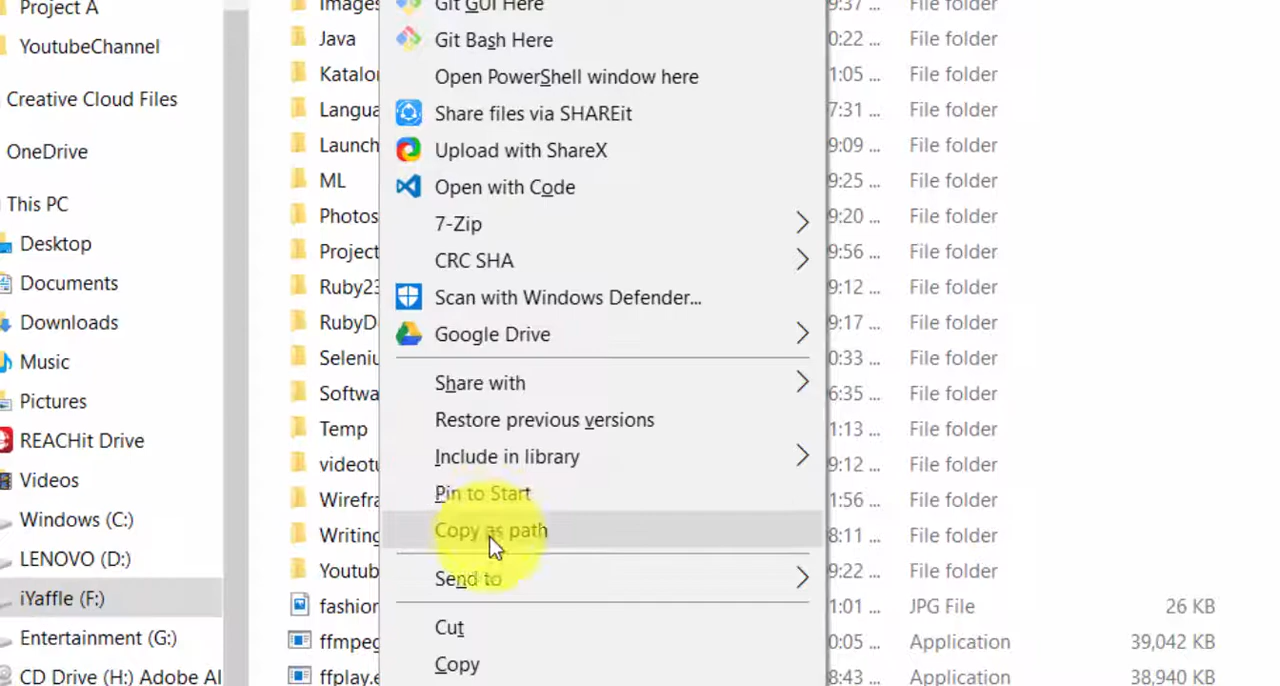 Project A
YoutubeChannel
Creative Cloud Files
OneDrive
This PC
Desktop
Documents
Downloads
Music
Pictures
REACHit Drive
Videos
Windows (C:)
LENOVO (D:)
iYaffle (F:)
Entertainment (G:)
CD Drive (H:) Adobe Al
Images
Java
Katalo
Langua
Launch
ML
Photos
Project
Ruby23
RubyD
Seleniu
Softwa
Temp
videotu
Wirefra
Writing
Youtub
fashion
ffmpeg
ffplay.e
Git GUI Here
Git Bash Here
Open PowerShell window here
Share files via SHAREit
Upload with ShareX
Open with Code
7-Zip
CRC SHA
Scan with Windows Defender...
Google Drive
Share with
Restore previous versions
Include in library
Pin to Start
Copy as path
Send to
Cut
Copy
9:37 ... File folder
0:22 ... File folder
1:05 ... File folder
7:31 ... File folder
9:09 ... File folder
9:25 ... File folder
9:20 ... File folder
9:56 ... File folder
9:12 ... File folder
9:17 ... File folder
0:33 ... File folder
6:35 ... File folder
1:13 ... File folder
9:12 ... File folder
1:56 ... File folder
8:11 ... File folder
9:22 ... File folder
1:01 ... JPG File 26 KB
0:05 ... Application 39,042 KB
8:43 ... Application 38,940 KB